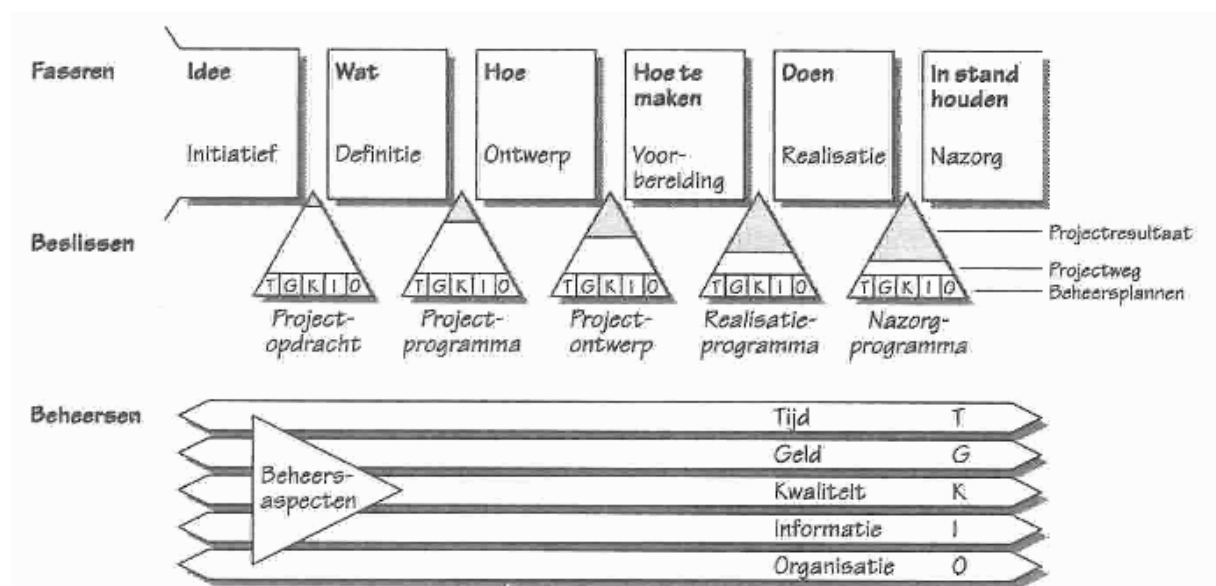 Faseren
Idee
Initiatief
Wat
Definitie
Hoe
Ontwerp
Hoe te
maken
Voor-
bereiding
Doen
Realisatie
In stand
houden
Nazorg
Beslissen
T G K I O
T G K I O
T G K I O
T G K I O
T G K I O
Projectresultaat
Projectweg
Beheersplannen
Project-
opdracht
Project-
programma
Project-
ontwerp
Realisatie-
programma
Nazorg-
programma
Beheersen
Beheers-
aspecten
Tijd T
Geld G
Kwaliteit K
Informatie I
Organisatie O